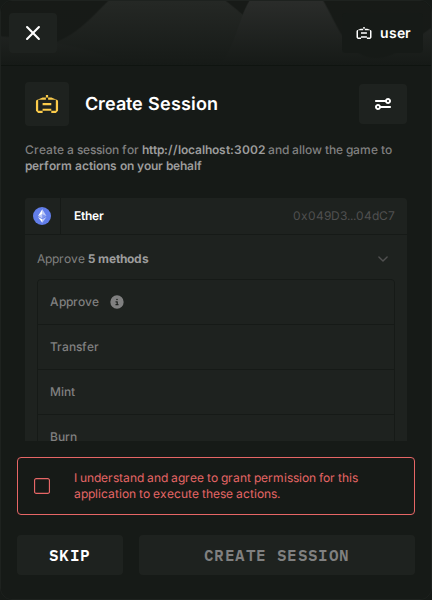 user
Create Session
Create a session for http://localhost:3002 and allow the game to
perform actions on your behalf
Ether 0x049D3...04dC7
Approve 5 methods
Approve
Transfer
Mint
Burn
I understand and agree to grant permission for this
application to execute these actions.
SKIP CREATE SESSION